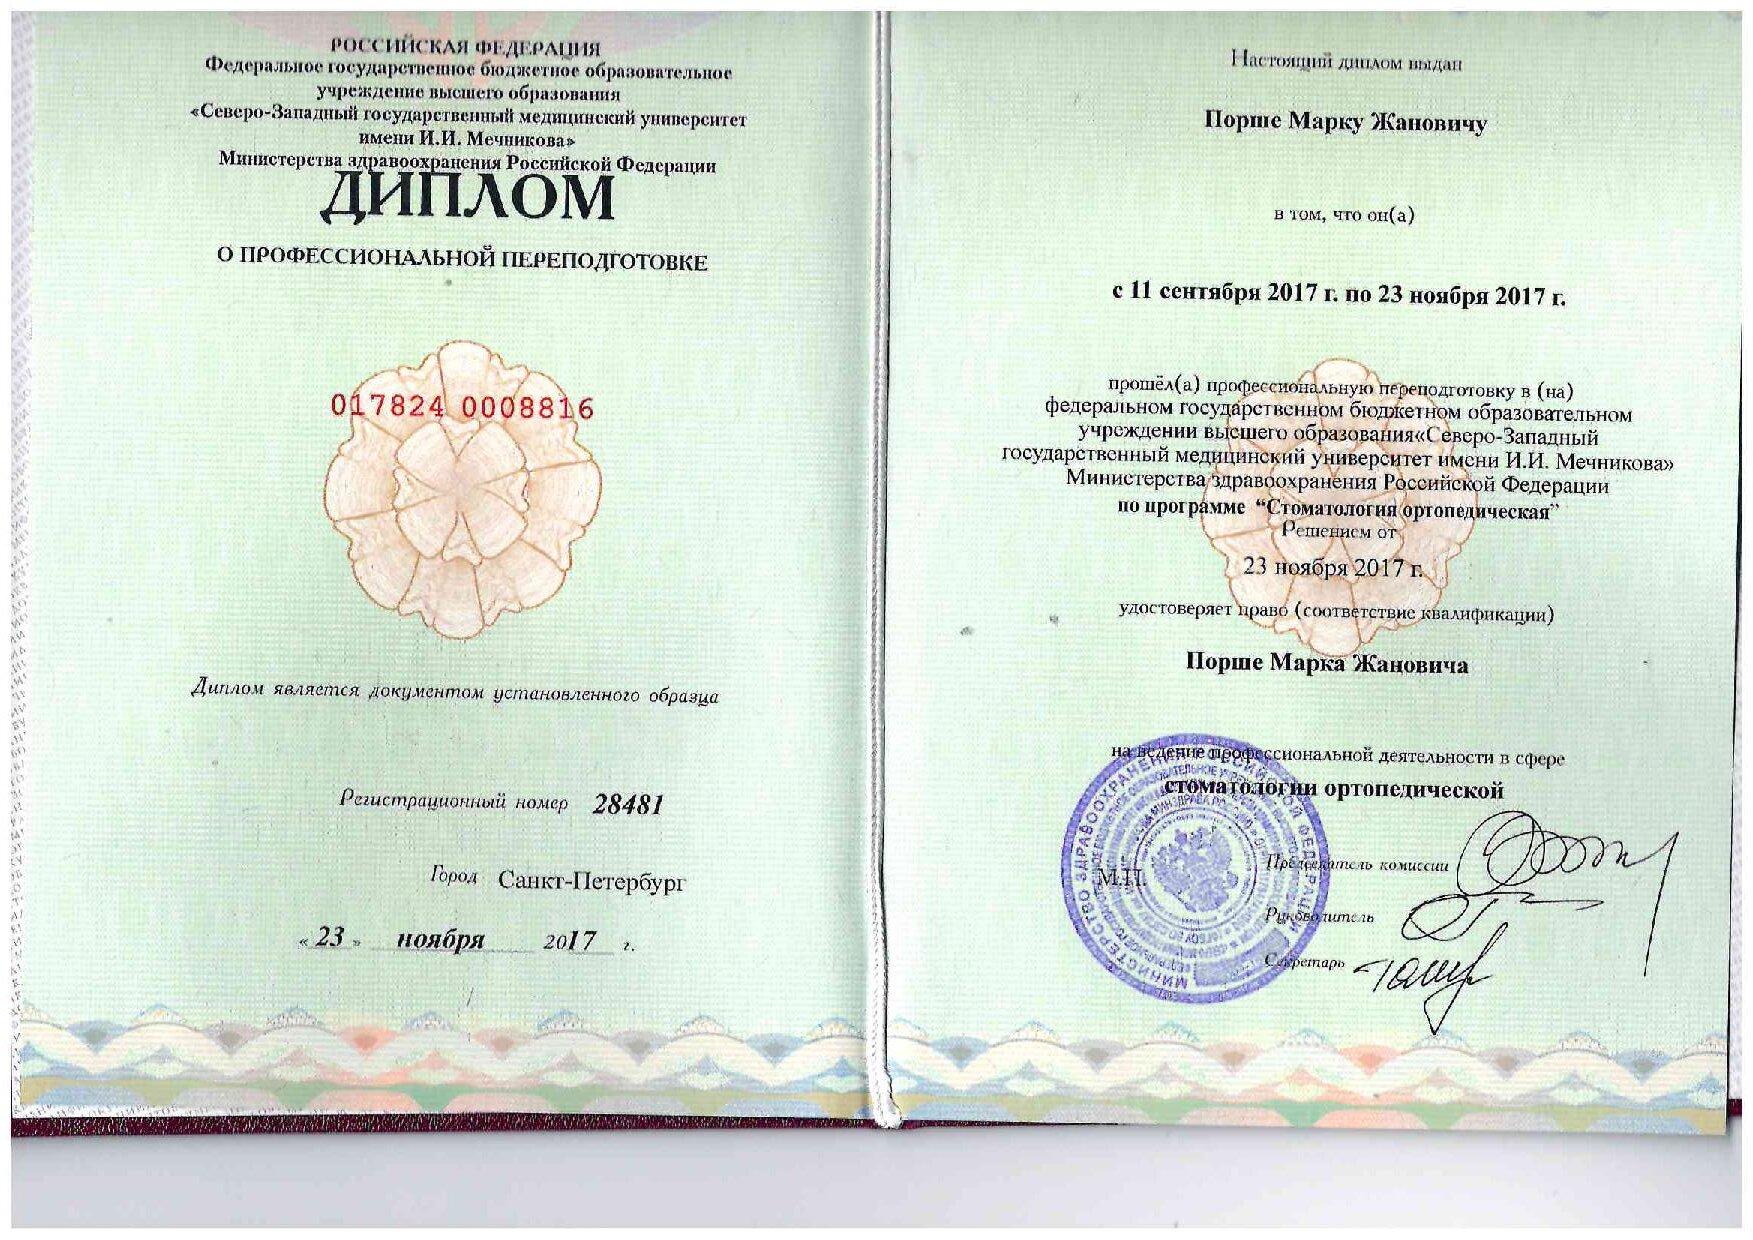 РОССИЙСКАЯ ФЕДЕРАЦИЯ
Федеральное государственное бюджетное образовательное
учреждение высшего образования
«Северо-Западный государственный медицинский университет
имени И.И. Мечникова»
Министерства здравоохранения Российской Федерации
ДИПЛОМ
О ПРОФЕССИОНАЛЬНОЙ ПЕРЕПОДГОТОВКЕ
017824 0008816
Диплом является документом установленного образца
Регистрационный номер 28481
Город Санкт-Петербург
« 23 » ноября 2017 г.
Настоящий диплом выдан
Порше Марку Жановичу
в том, что он(а)
с 11 сентября 2017 г. по 23 ноября 2017 г.
прошёл(а) профессиональную переподготовку в (на)
федеральном государственном бюджетном образовательном
учреждении высшего образования«Северо-Западный
государственный медицинский университет имени И.И. Мечникова»
Министерства здравоохранения Российской Федерации
по программе “Стоматология ортопедическая”
Решением от
23 ноября 2017 г.
удостоверяет право (соответствие квалификации)
Порше Марка Жановича
на ведение профессиональной деятельности в сфере
стоматологии ортопедической
Председатель комиссии
М.П.
Руководитель
Секретарь
МИНИСТЕРСТВО ЗДРАВООХРАНЕНИЯ РОССИЙСКОЙ ФЕДЕРАЦИИ